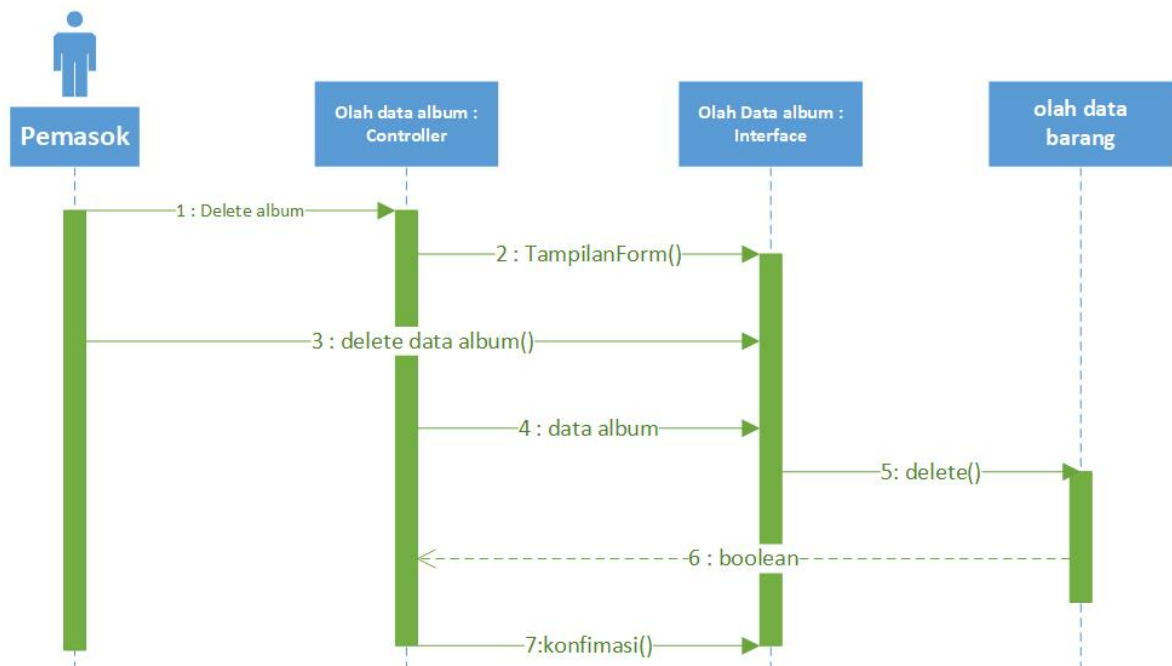 Pemasok
Olah data album :
Controller
Olah Data album :
Interface
olah data
barang
1 : Delete album
2 : TampilanForm()
3 : delete data album()
4 : data album
5: delete()
6 : boolean
7:konfimasi()